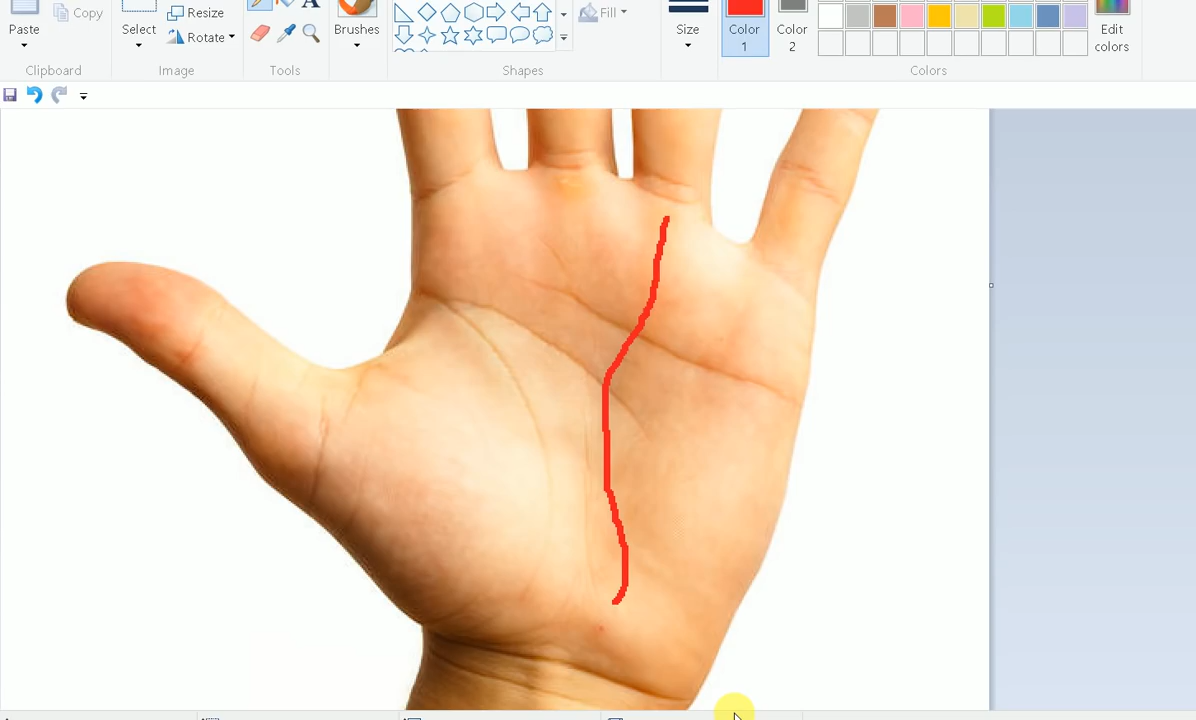 Paste
Copy
Select
Resize
Rotate
A
Brushes
Fill
Size
Color
1
Color
2
Edit
colors
Clipboard
Image
Tools
Shapes
Colors